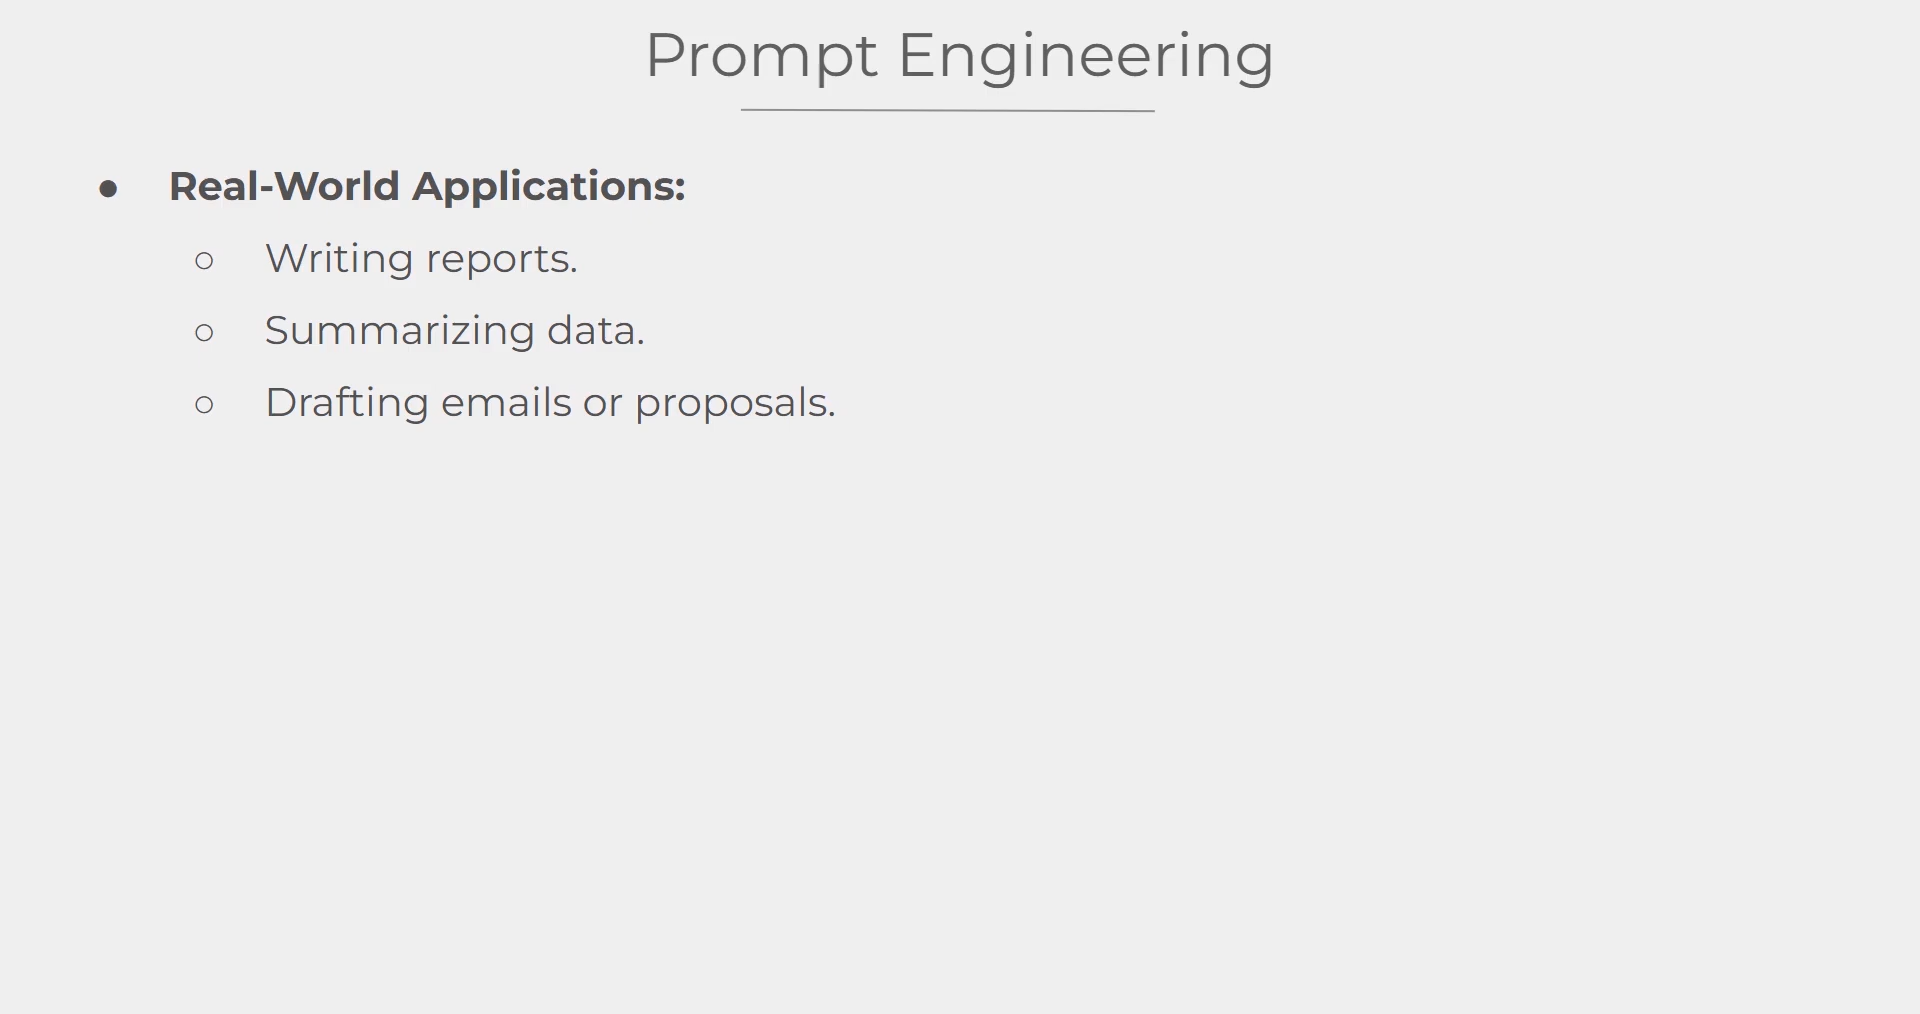 Prompt Engineering
● Real-World Applications:
○ Writing reports.
○ Summarizing data.
○ Drafting emails or proposals.